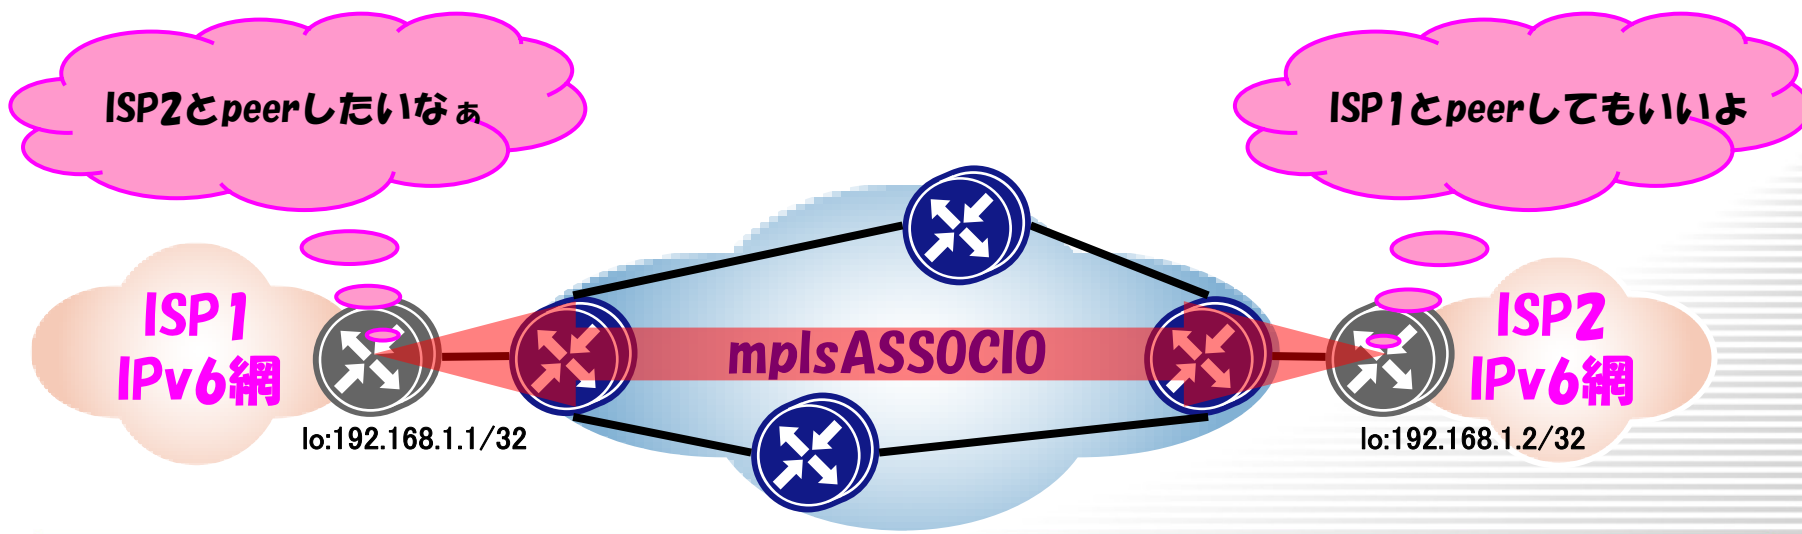 ISP2とpeerしたいなぁ
ISP1とpeerしてもいいよ
ISP1
IPv6網
mplsASSOCIO
ISP2
IPv6網
lo:192.168.1.1/32
lo:192.168.1.2/32